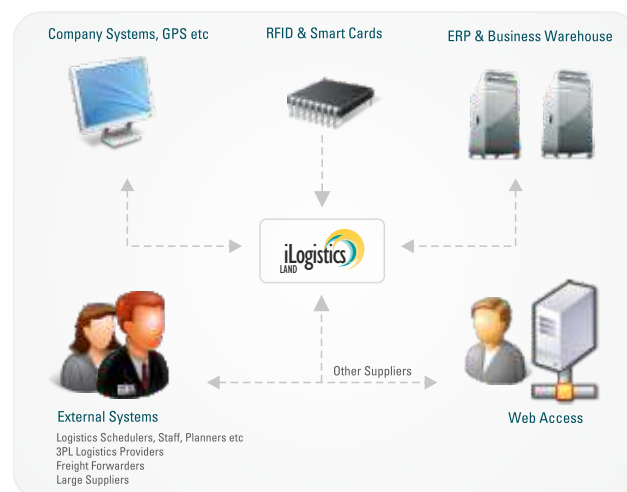 Company Systems, GPS etc
RFID & Smart Cards
ERP & Business Warehouse
iLogistics
LAND
Other Suppliers
External Systems
Logistics Schedulers, Staff, Planners etc
3PL Logistics Providers
Freight Forwarders
Large Suppliers
Web Access